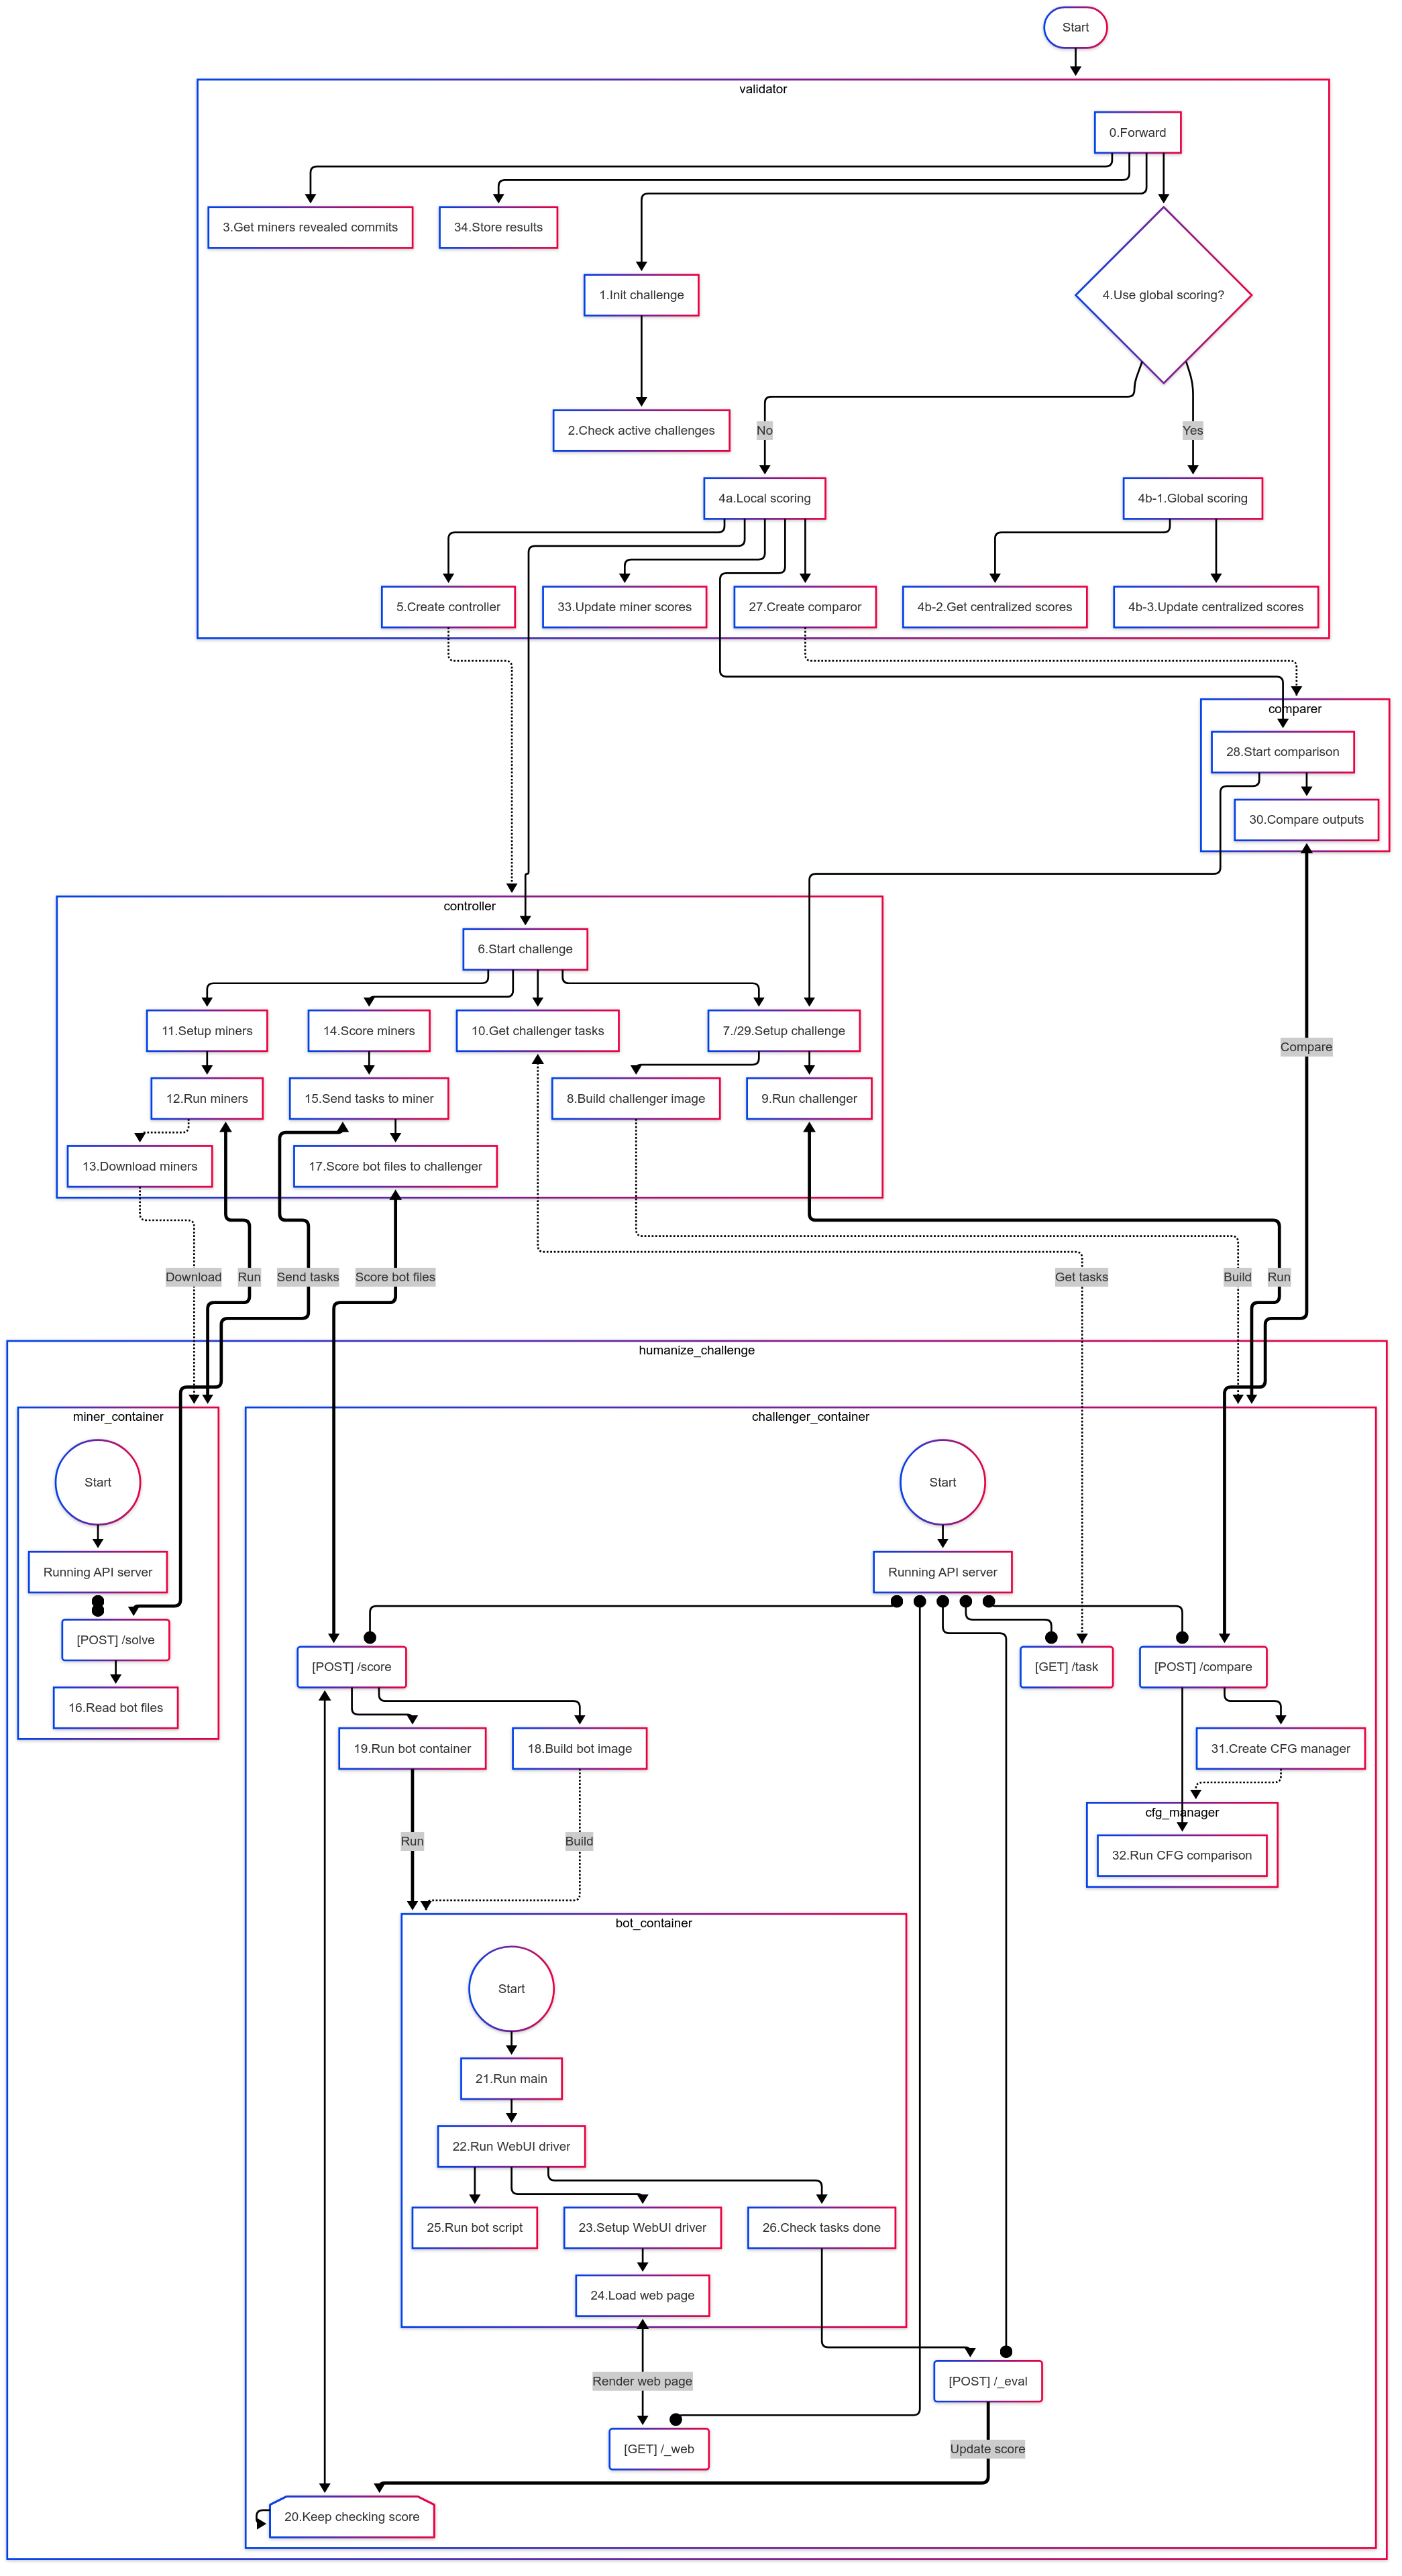 Start
validator
0.Forward
3.Get miners revealed commits
34.Store results
1.Init challenge
4.Use global scoring?
2.Check active challenges
No
Yes
4a.Local scoring
4b-1.Global scoring
5.Create controller
33.Update miner scores
27.Create comparor
4b-2.Get centralized scores
4b-3.Update centralized scores
comparer
28.Start comparison
30.Compare outputs
controller
6.Start challenge
11.Setup miners
14.Score miners
10.Get challenger tasks
7./29.Setup challenge
Compare
12.Run miners
15.Send tasks to miner
8.Build challenger image
9.Run challenger
13.Download miners
17.Score bot files to challenger
Download
Run
Send tasks
Score bot files
Get tasks
Build
Run
humanize_challenge
miner_container
challenger_container
Start
Start
Running API server
Running API server
[POST] /solve
[POST] /score
[GET] /task
[POST] /compare
16.Read bot files
19.Run bot container
18.Build bot image
31.Create CFG manager
cfg_manager
Run
Build
32.Run CFG comparison
bot_container
Start
21.Run main
22.Run WebUI driver
25.Run bot script
23.Setup WebUI driver
26.Check tasks done
24.Load web page
Render web page
[POST] /_eval
[GET] /_web
Update score
20.Keep checking score